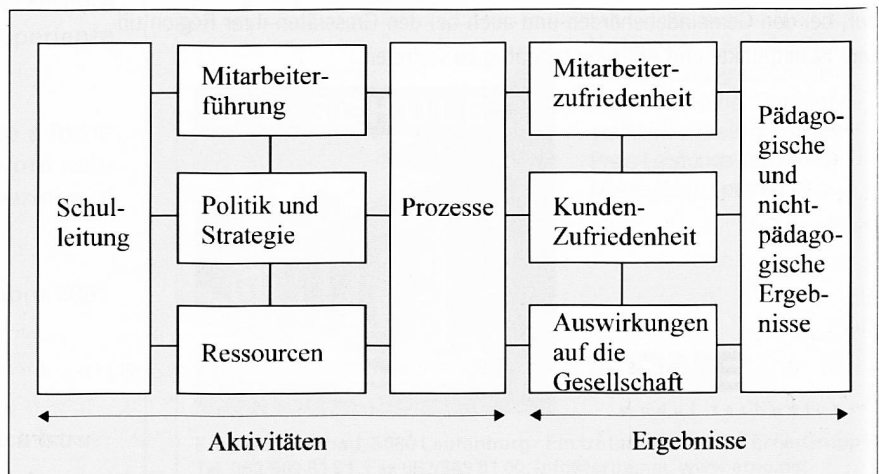 Schul-
leitung
Mitarbeiter-
führung
Politik und
Strategie
Ressourcen
Prozesse
Mitarbeiter-
zufriedenheit
Kunden-
Zufriedenheit
Auswirkungen
auf die
Gesellschaft
Pädago-
gische
und
nicht-
pädago-
gische
Ergeb-
nisse
Aktivitäten
Ergebnisse